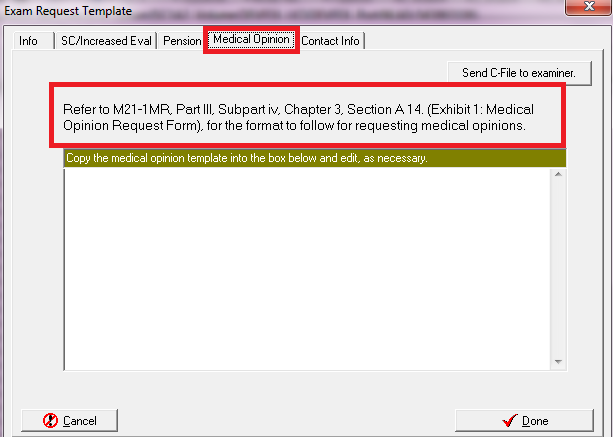 Exam Request Template
Info SC/Increased Eval Pension Medical Opinion Contact Info
Send C-File to examiner.
Refer to M21-1MR, Part III, Subpart iv, Chapter 3, Section A 14. (Exhibit 1: Medical
Opinion Request Form), for the format to follow for requesting medical opinions.
Copy the medical opinion template into the box below and edit, as necessary.
Cancel Done